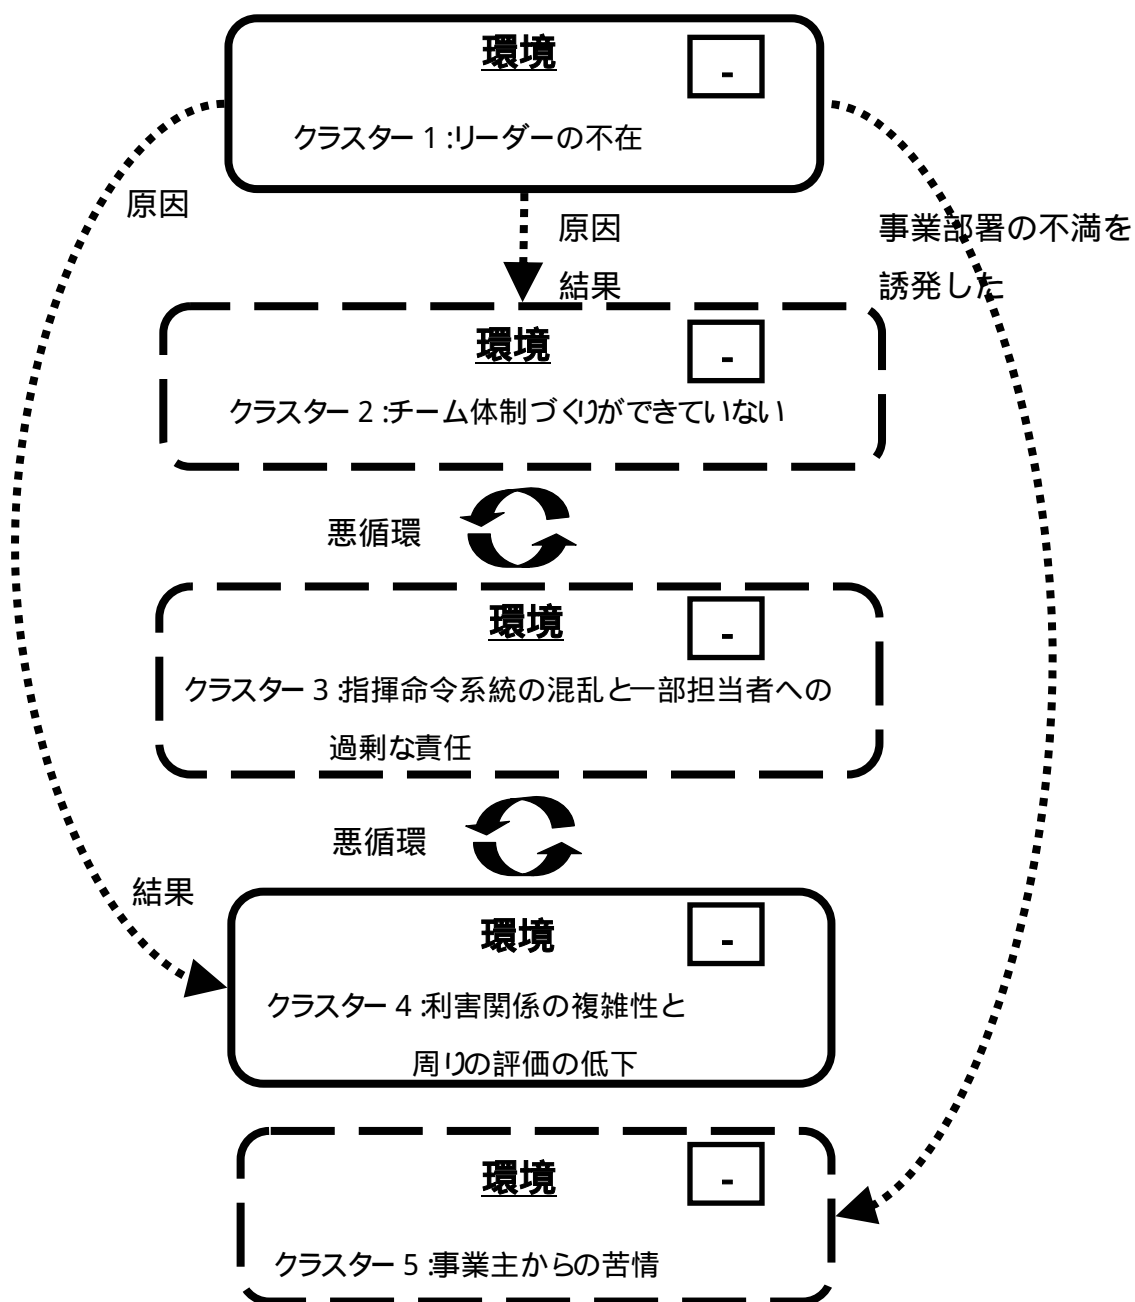 環境
-
クラスター 1 :リーダーの不在
原因
原因
結果
事業部署の不満を
誘発した
環境
-
クラスター 2 :チーム体制づくりができていない
悪循環
環境
-
クラスター 3 :指揮命令系統の混乱と一部担当者への
過剰な責任
悪循環
結果
環境
-
クラスター 4 :利害関係の複雑性と
周りの評価の低下
環境
-
クラスター 5 :事業主からの苦情